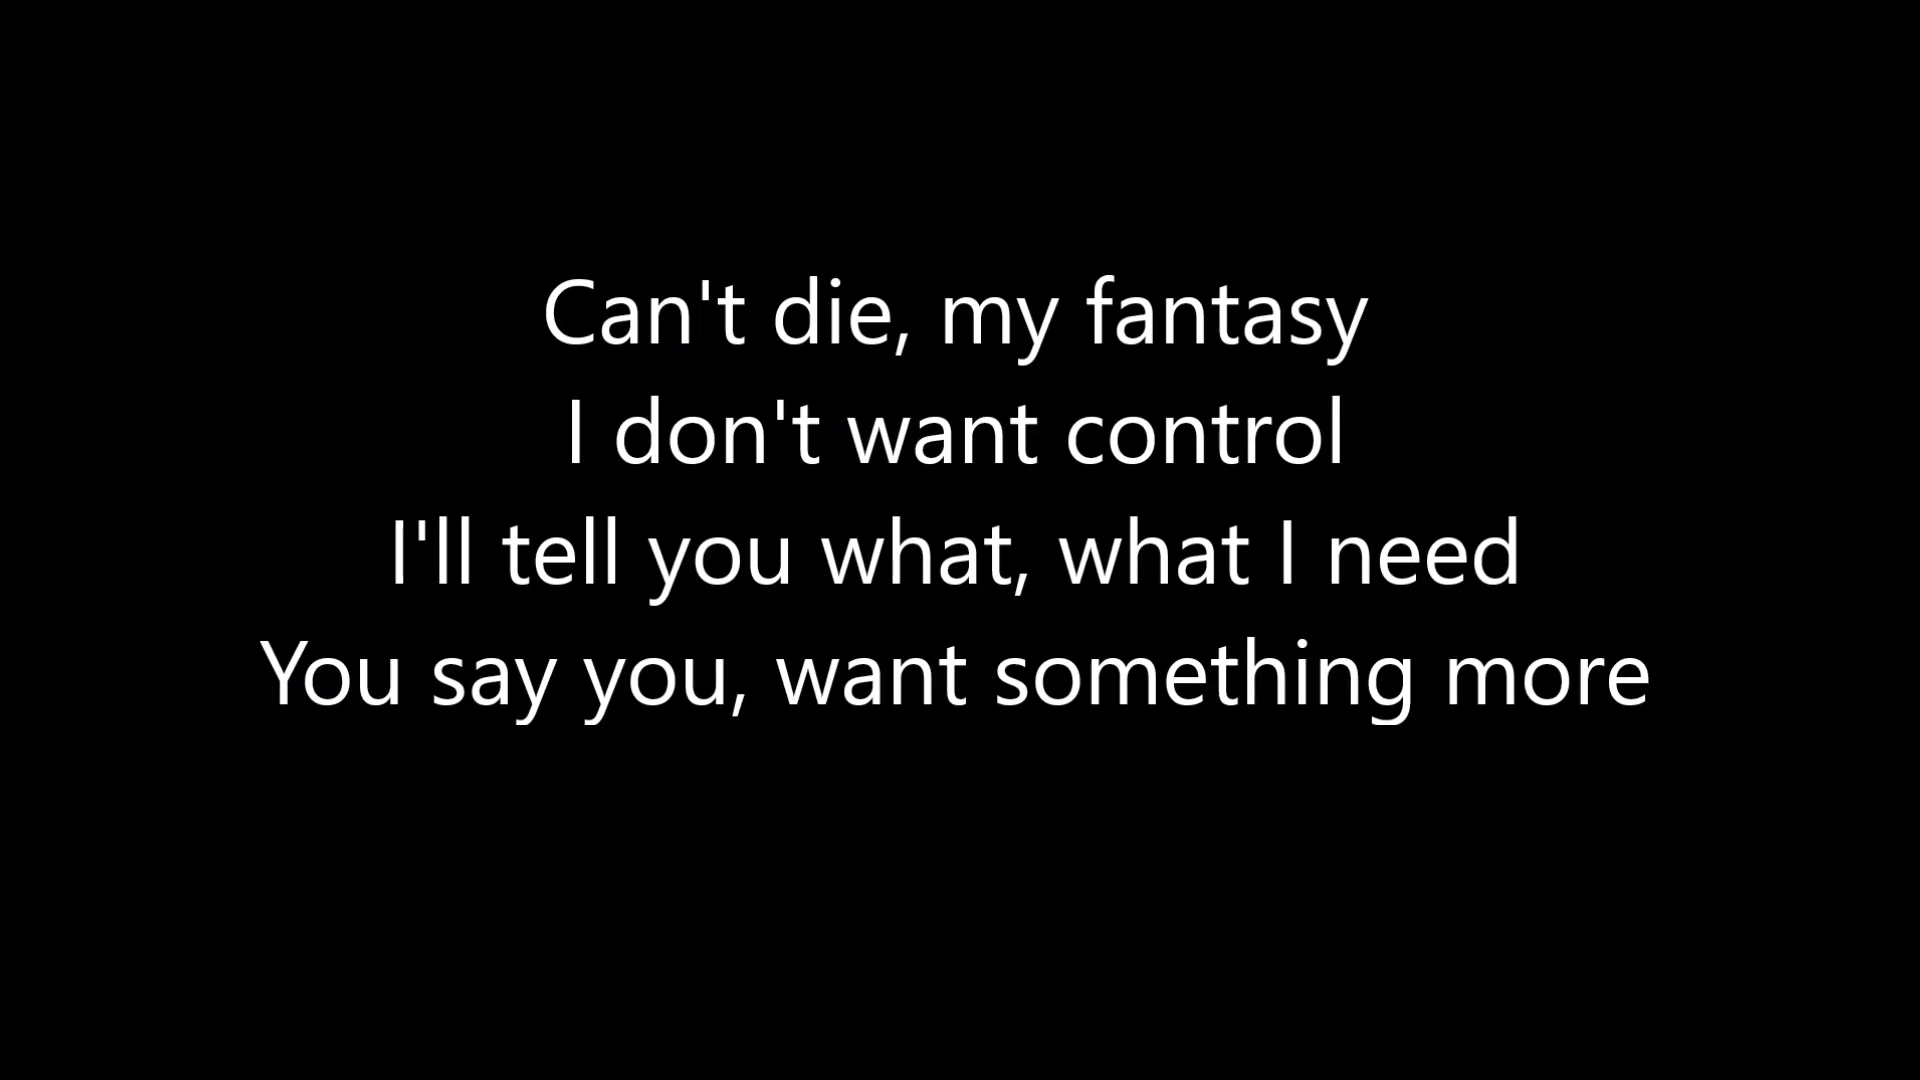 Can't die, my fantasy
I don't want control
I'll tell you what, what I need
You say you, want something more